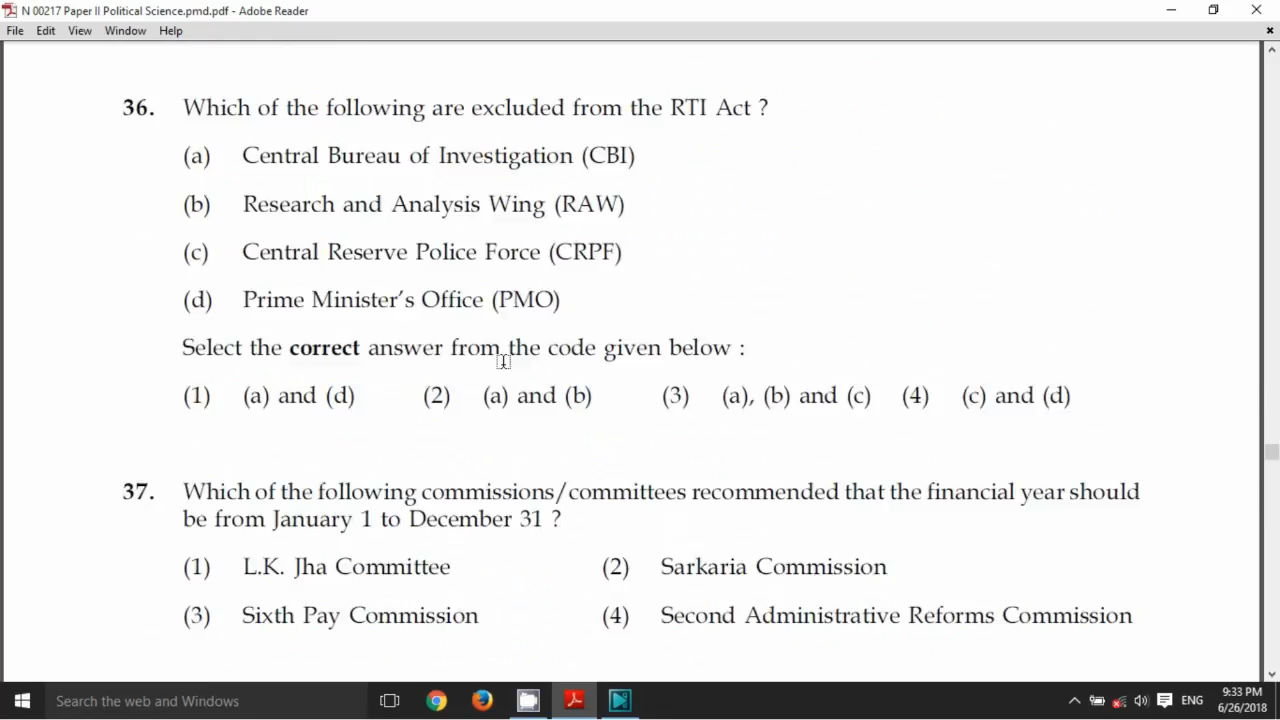 N 00217 Paper II Political Science.pmd.pdf - Adobe Reader
File Edit View Window Help
36. Which of the following are excluded from the RTI Act ?
(a) Central Bureau of Investigation (CBI)
(b) Research and Analysis Wing (RAW)
(c) Central Reserve Police Force (CRPF)
(d) Prime Minister’s Office (PMO)
Select the correct answer from the code given below :
(1) (a) and (d) (2) (a) and (b) (3) (a), (b) and (c) (4) (c) and (d)
37. Which of the following commissions/committees recommended that the financial year should
be from January 1 to December 31 ?
(1) L.K. Jha Committee (2) Sarkaria Commission
(3) Sixth Pay Commission (4) Second Administrative Reforms Commission
Search the web and Windows
ENG
9:33 PM
6/26/2018